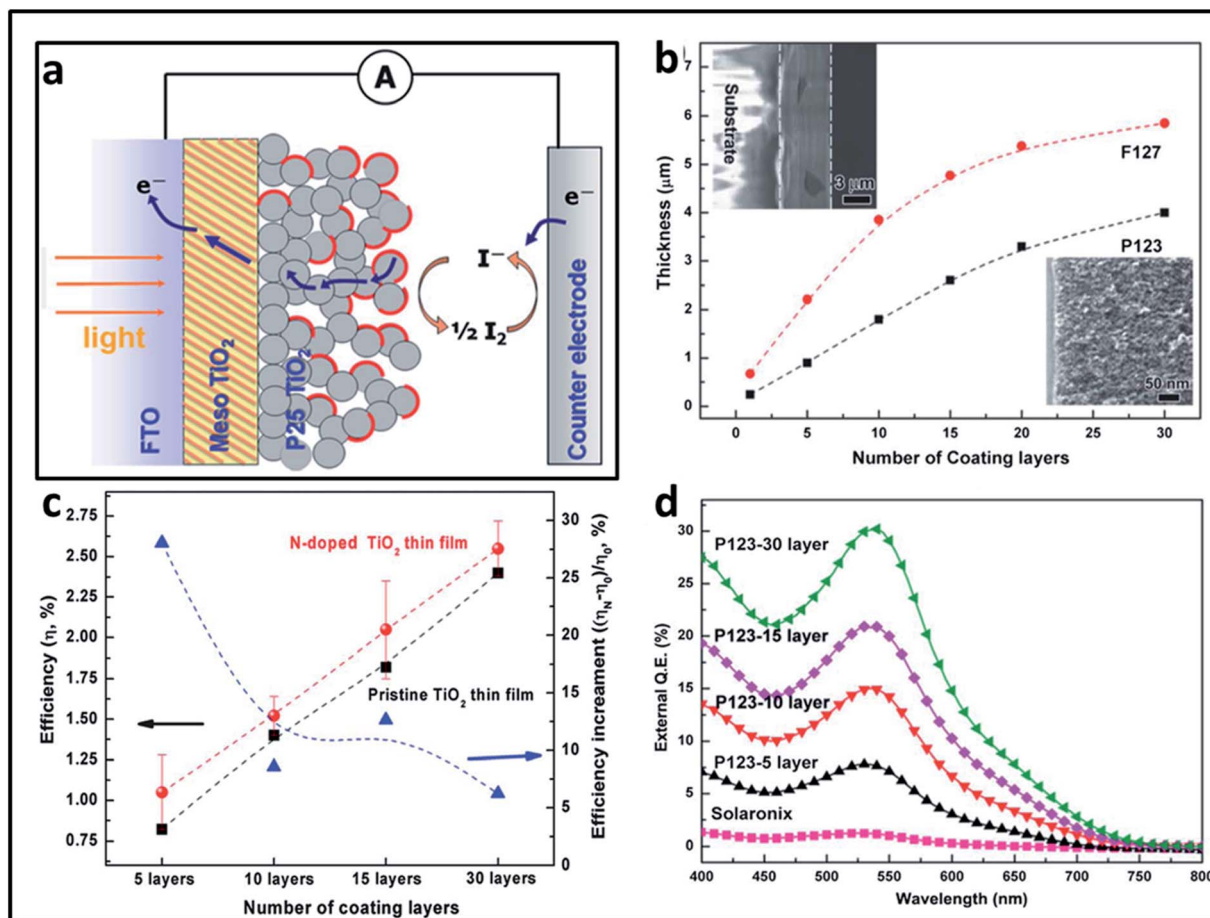 a
A
e⁻
e⁻
I⁻
½ I₂
light
FTO
Meso TiO₂
P25 TiO₂
Counter electrode
b
7
6
5
4
3
2
1
0
Thickness (μm)
Substrate
3 μm
F127
P123
50 nm
0
5
10
15
20
25
30
Number of Coating layers
c
2.75
2.50
2.25
2.00
1.75
1.50
1.25
1.00
0.75
Efficiency (η, %)
N-doped TiO₂ thin film
Pristine TiO₂ thin film
30
25
20
15
10
5
0
Efficiency increament ((η_N-η₀)/η₀, %)
5 layers
10 layers
15 layers
30 layers
Number of coating layers
d
30
25
20
15
10
5
0
External Q.E. (%)
P123-30 layer
P123-15 layer
P123-10 layer
P123-5 layer
Solaronix
400
450
500
550
600
650
700
750
800
Wavelength (nm)